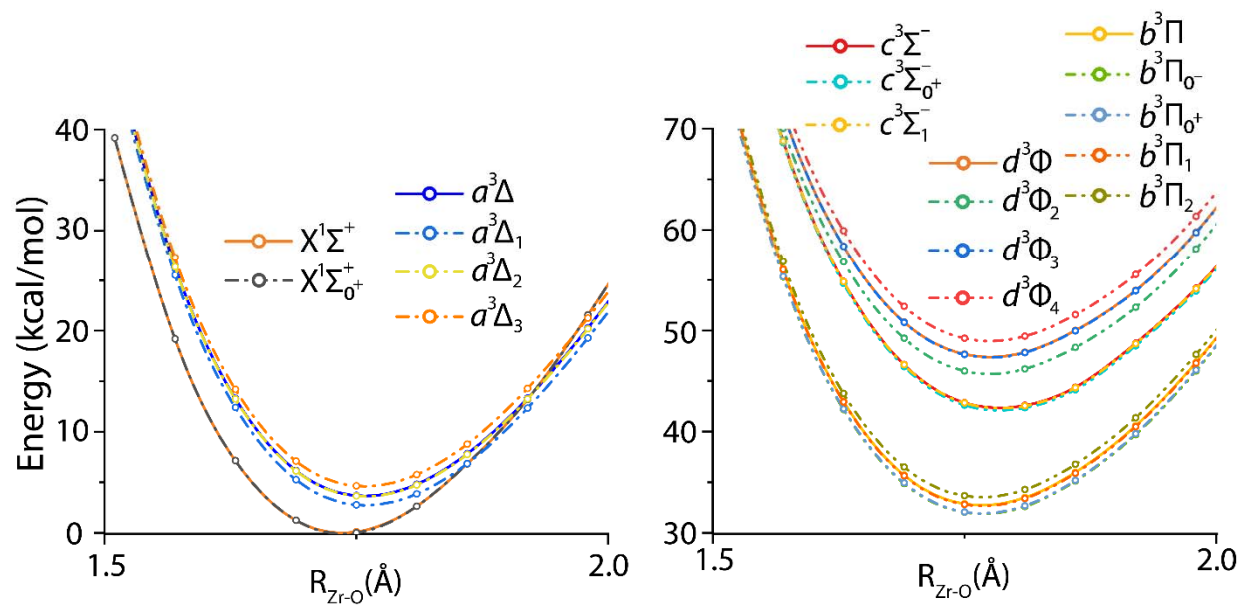 Energy (kcal/mol)
40
30
20
10
0
1.5
2.0
R_Zr-O(Å)
X¹Σ⁺
X¹Σ⁺₀₊
a³Δ
a³Δ₁
a³Δ₂
a³Δ₃
70
60
50
40
30
1.5
2.0
R_Zr-O(Å)
c³Σ⁻
c³Σ⁻₀₊
c³Σ⁻₁
d³Φ
d³Φ₂
d³Φ₃
d³Φ₄
b³Π
b³Π₀₋
b³Π₀₊
b³Π₁
b³Π₂